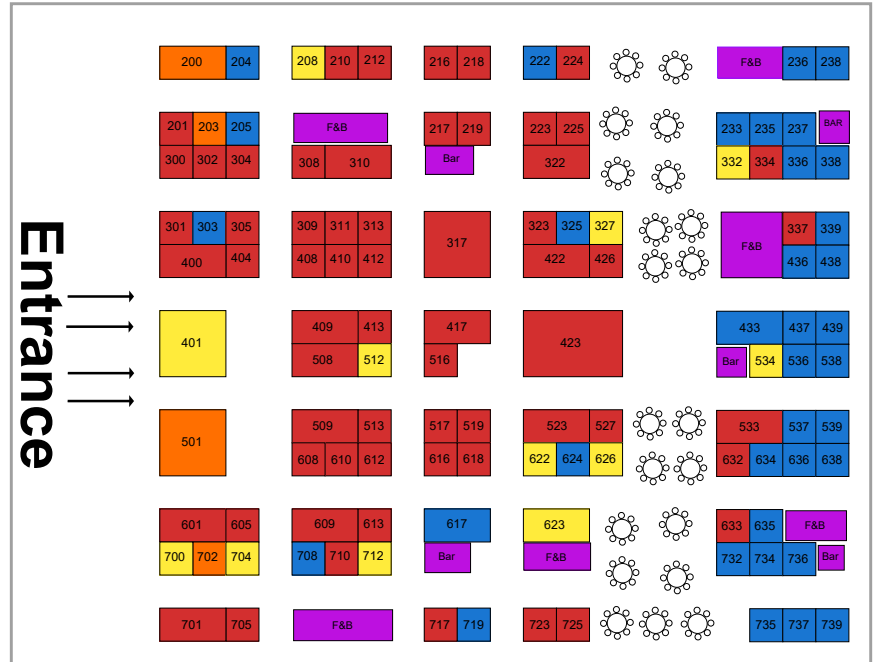 Entrance
200 204 208 210 212 216 218 222 224 F&B 236 238
201 203 205 F&B 217 219 223 225 233 235 237 BAR
300 302 304 308 310 Bar 322 332 334 336 338
301 303 305 309 311 313 317 323 325 327 F&B 337 339
400 404 408 410 412 422 426 436 438
401 409 413 417 423 433 437 439
508 512 516 Bar 534 536 538
501 509 513 517 519 523 527 533 537 539
608 610 612 616 618 622 624 626 632 634 636 638
601 605 609 613 617 623 633 635 F&B
700 702 704 708 710 712 Bar F&B 732 734 736 Bar
701 705 F&B 717 719 723 725 735 737 739